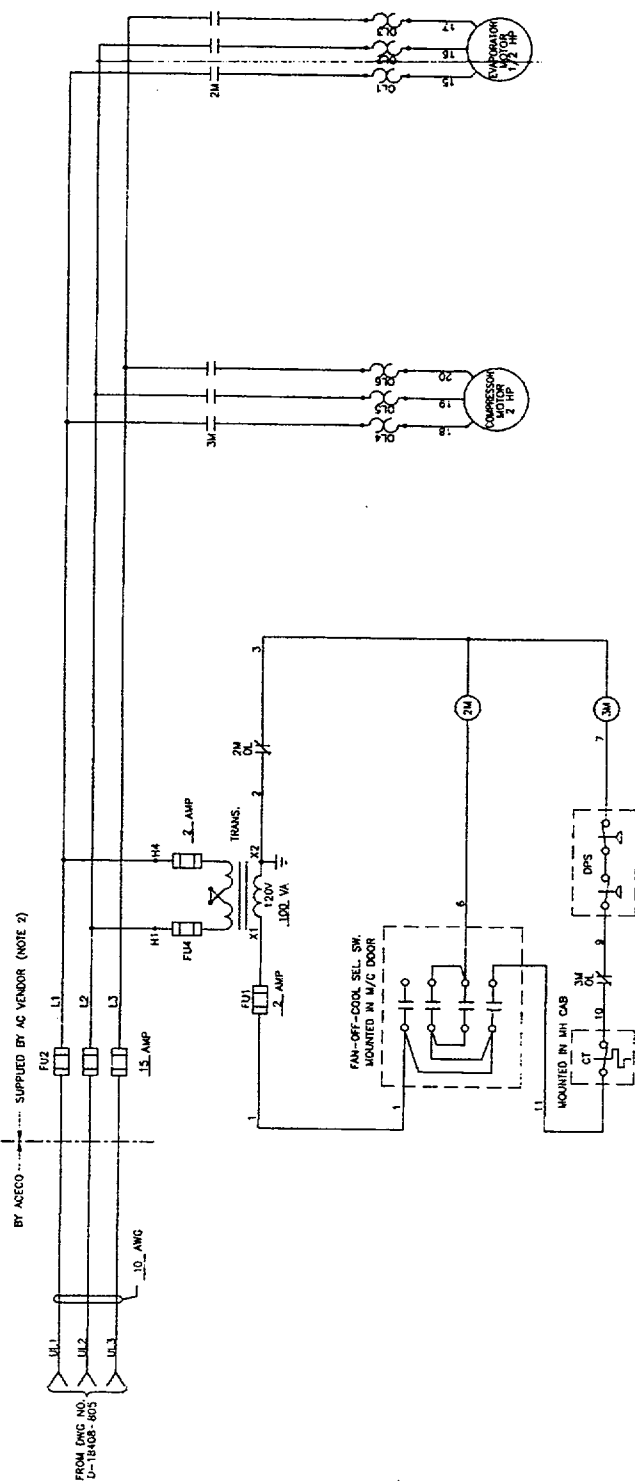 FROM DWG NO.
D-18408-805
UL1
UL2
UL3
10 AWG
BY ACECO
SUPPLIED BY AC VENDOR (NOTE 2)
FU2
L1
L2
L3
15 AMP
H1
H4
FU4
2 AMP
TRANS.
X1
X2
120V
100 VA
FU1
2 AMP
1
2
2M
OL
3
FAN-OFF-COOL SEL. SW.
MOUNTED IN M/C DOOR
1
6
2M
11
MOUNTED IN MH CAB
CT
10
3M
OL
9
DPS
7
3M
3M
OL4
OL5
OL6
18
19
20
COMPRESSOR
MOTOR
2 HP
2M
OL1
15
16
17
EVAPORATOR
MOTOR
1/2 HP